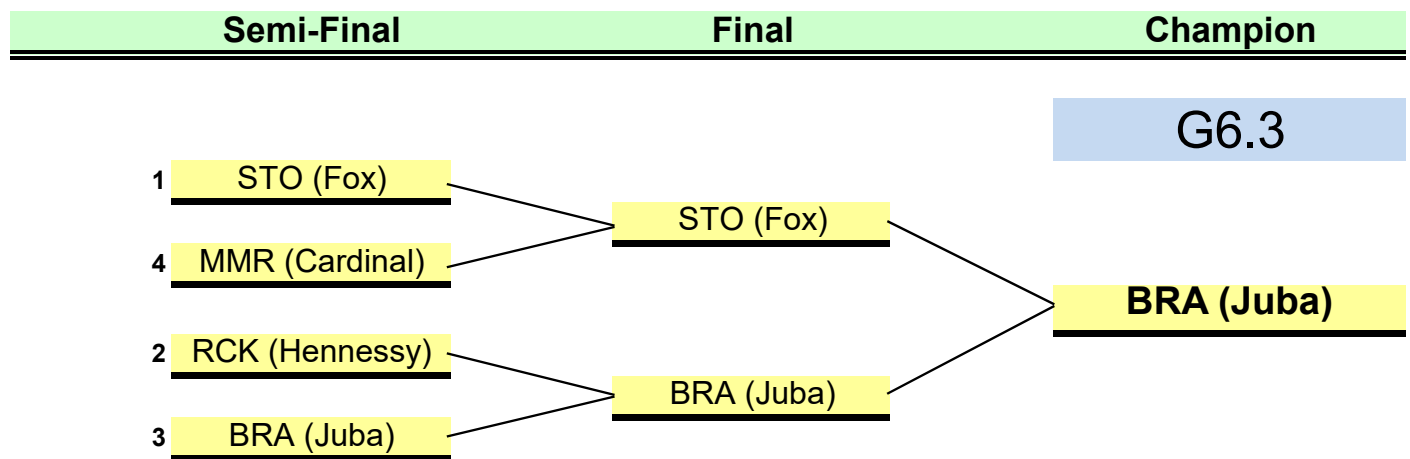 Semi-Final Final Champion
G6.3
1 STO (Fox)
STO (Fox)
4 MMR (Cardinal)
BRA (Juba)
2 RCK (Hennessy)
BRA (Juba)
3 BRA (Juba)